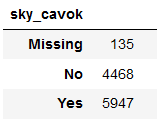 sky_cavok
Missing 135
No 4468
Yes 5947